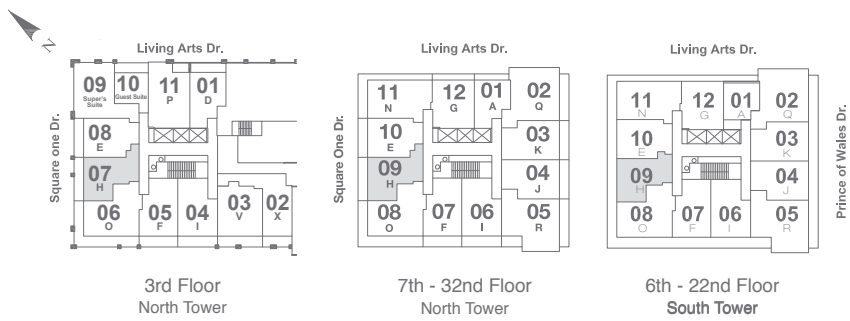 N
Living Arts Dr.
Square one Dr.
09
Super's
Suite
10
Guest Suite
11
P
01
D
08
E
07
H
06
O
05
F
04
I
03
V
02
X
3rd Floor
North Tower
Living Arts Dr.
Square One Dr.
11
N
12
G
01
A
02
Q
10
E
03
K
09
H
04
J
08
O
07
F
06
I
05
R
7th - 32nd Floor
North Tower
Living Arts Dr.
Prince of Wales Dr.
11
N
12
G
01
A
02
Q
10
E
03
K
09
H
04
J
08
O
07
F
06
I
05
R
6th - 22nd Floor
South Tower